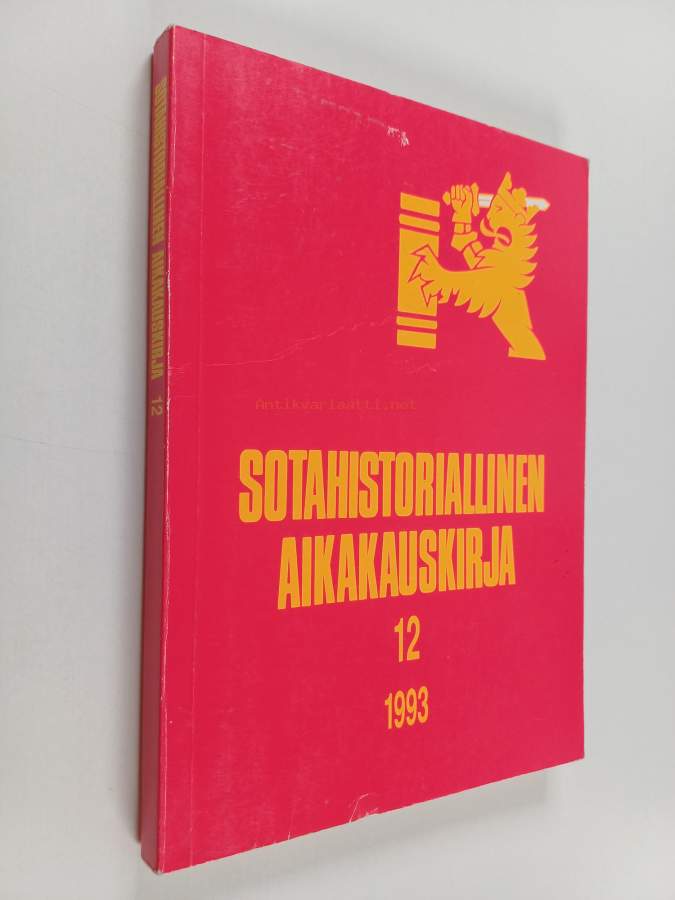 SOTAHISTORIALLINEN AIKAKAUSKIRJA 12
Antikvariaatti.net
SOTAHISTORIALLINEN
AIKAKAUSKIRJA
12
1993